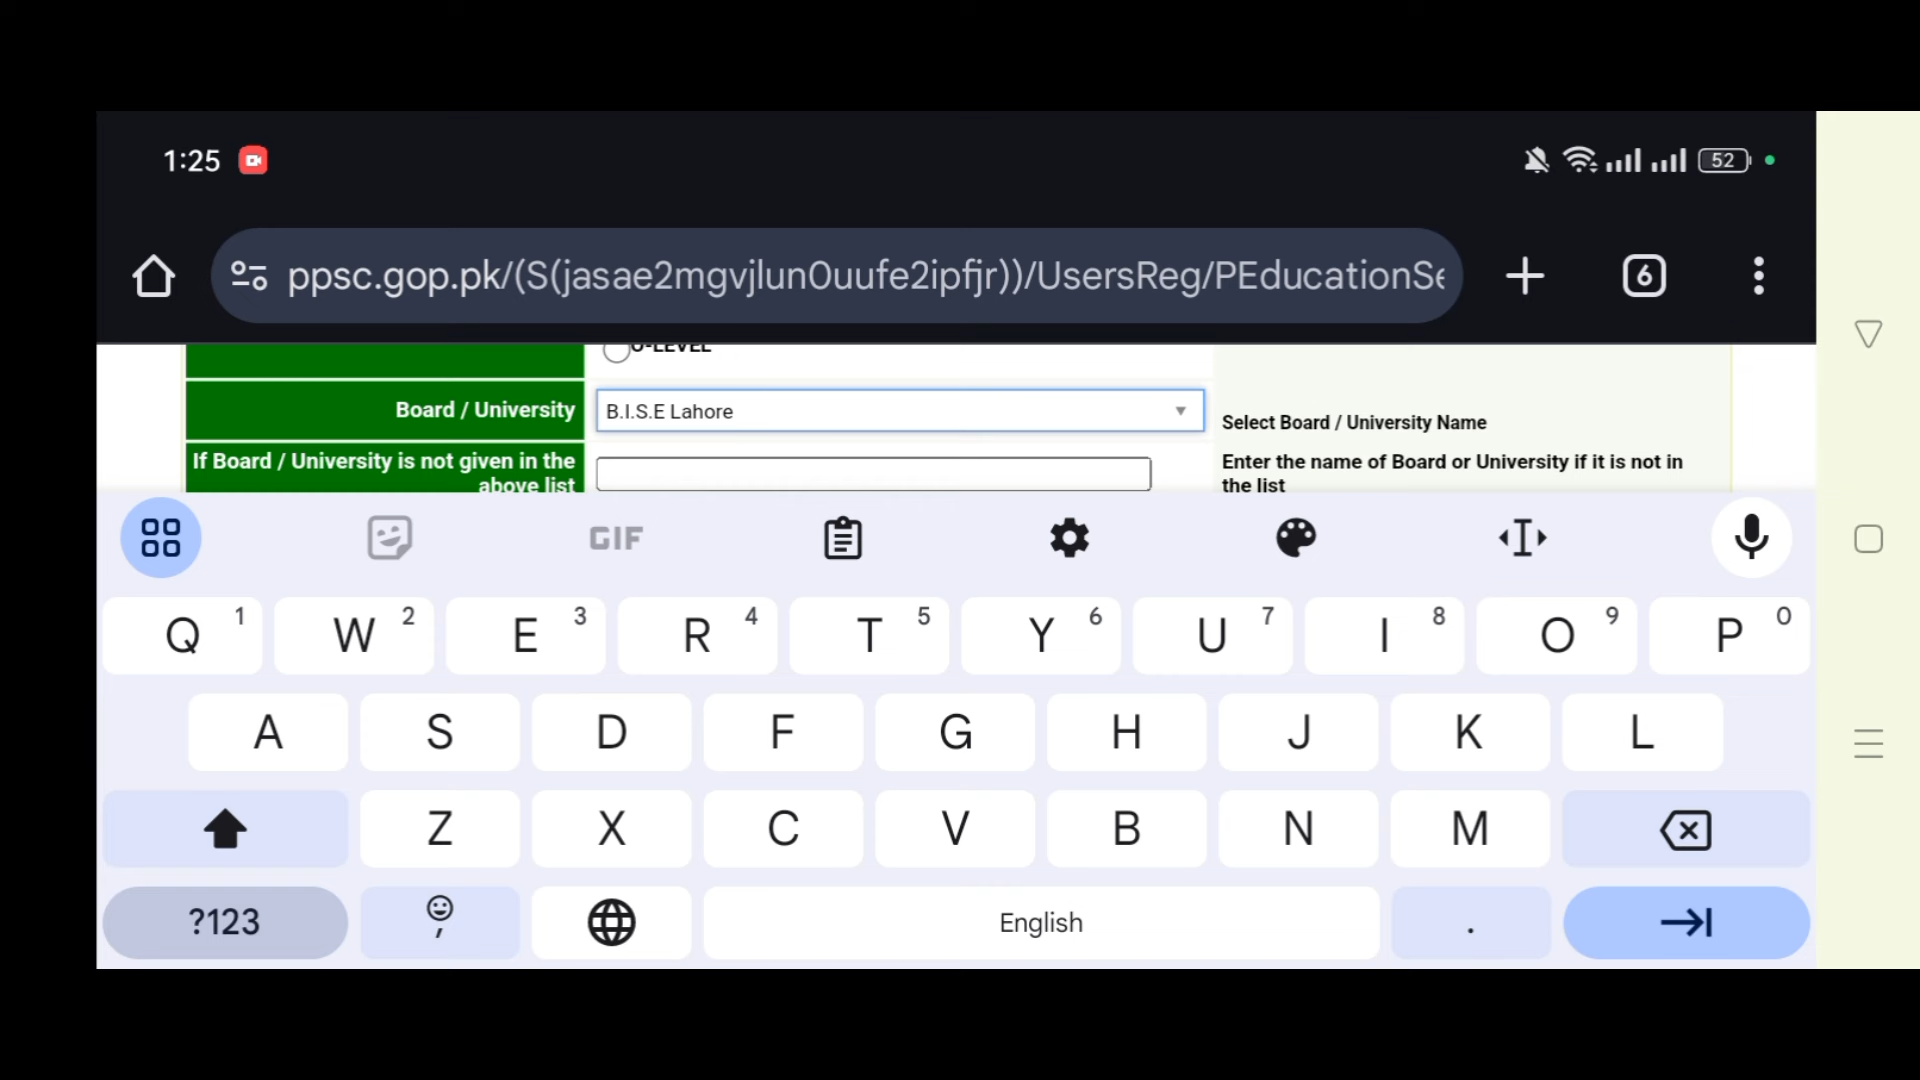 1:25
52
ppsc.gop.pk/(S(jasae2mgvjlun0uufe2ipfjr))/UsersReg/PEducationSe
6
O-LEVEL
Board / University
B.I.S.E Lahore
Select Board / University Name
If Board / University is not given in the
above list
Enter the name of Board or University if it is not in
the list
GIF
Q 1 W 2 E 3 R 4 T 5 Y 6 U 7 I 8 O 9 P 0
A S D F G H J K L
Z X C V B N M
?123 , English .